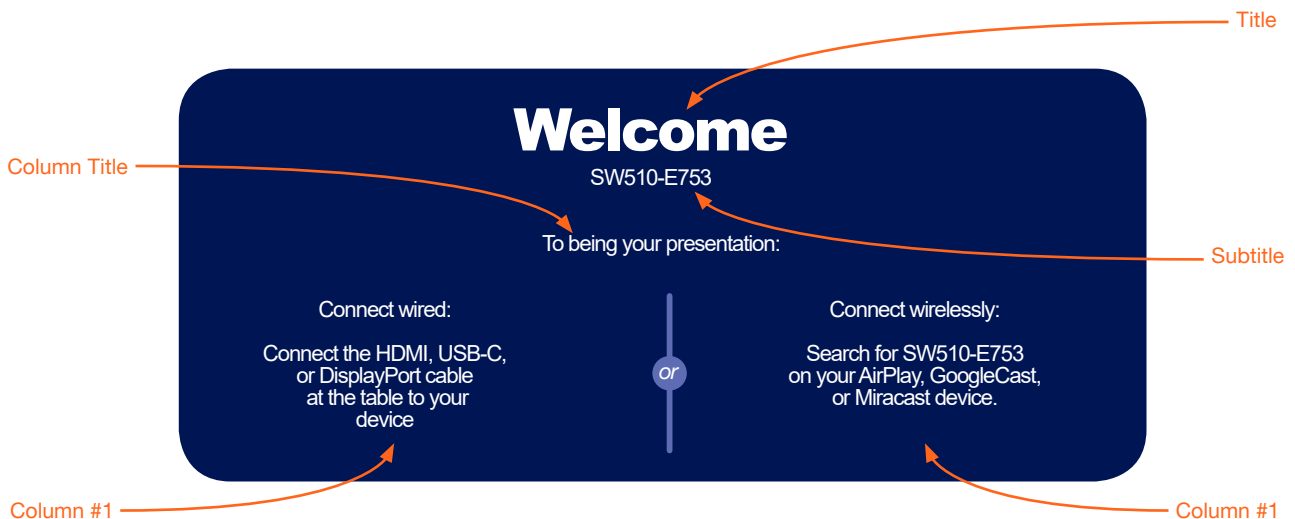 Title
Welcome
Column Title
SW510-E753
To being your presentation:
Subtitle
Connect wired:
Connect the HDMI, USB-C,
or DisplayPort cable
at the table to your
device
or
Connect wirelessly:
Search for SW510-E753
on your AirPlay, GoogleCast,
or Miracast device.
Column #1
Column #1